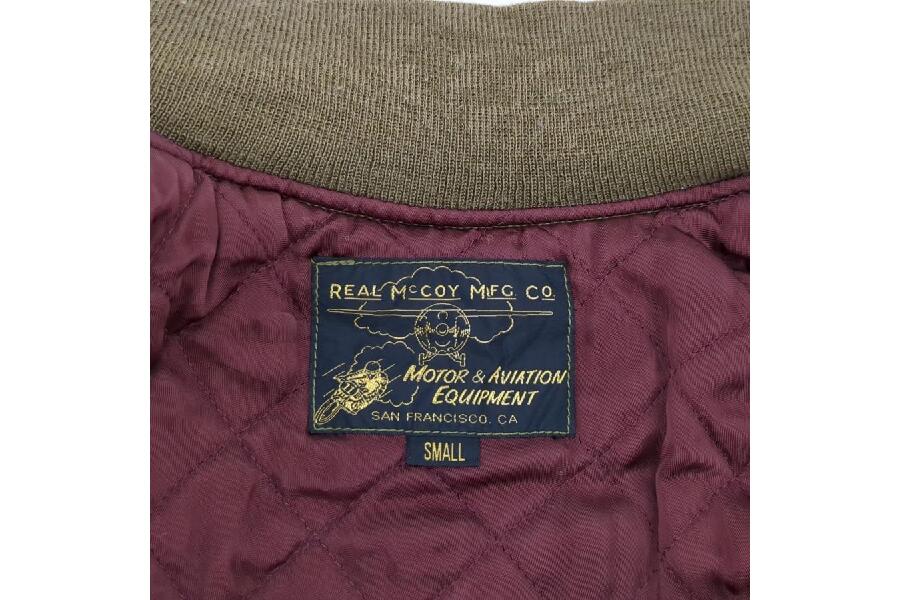 REAL McCOY MFG. CO.
MOTOR & AVIATION
EQUIPMENT
SAN FRANCISCO. CA
SMALL